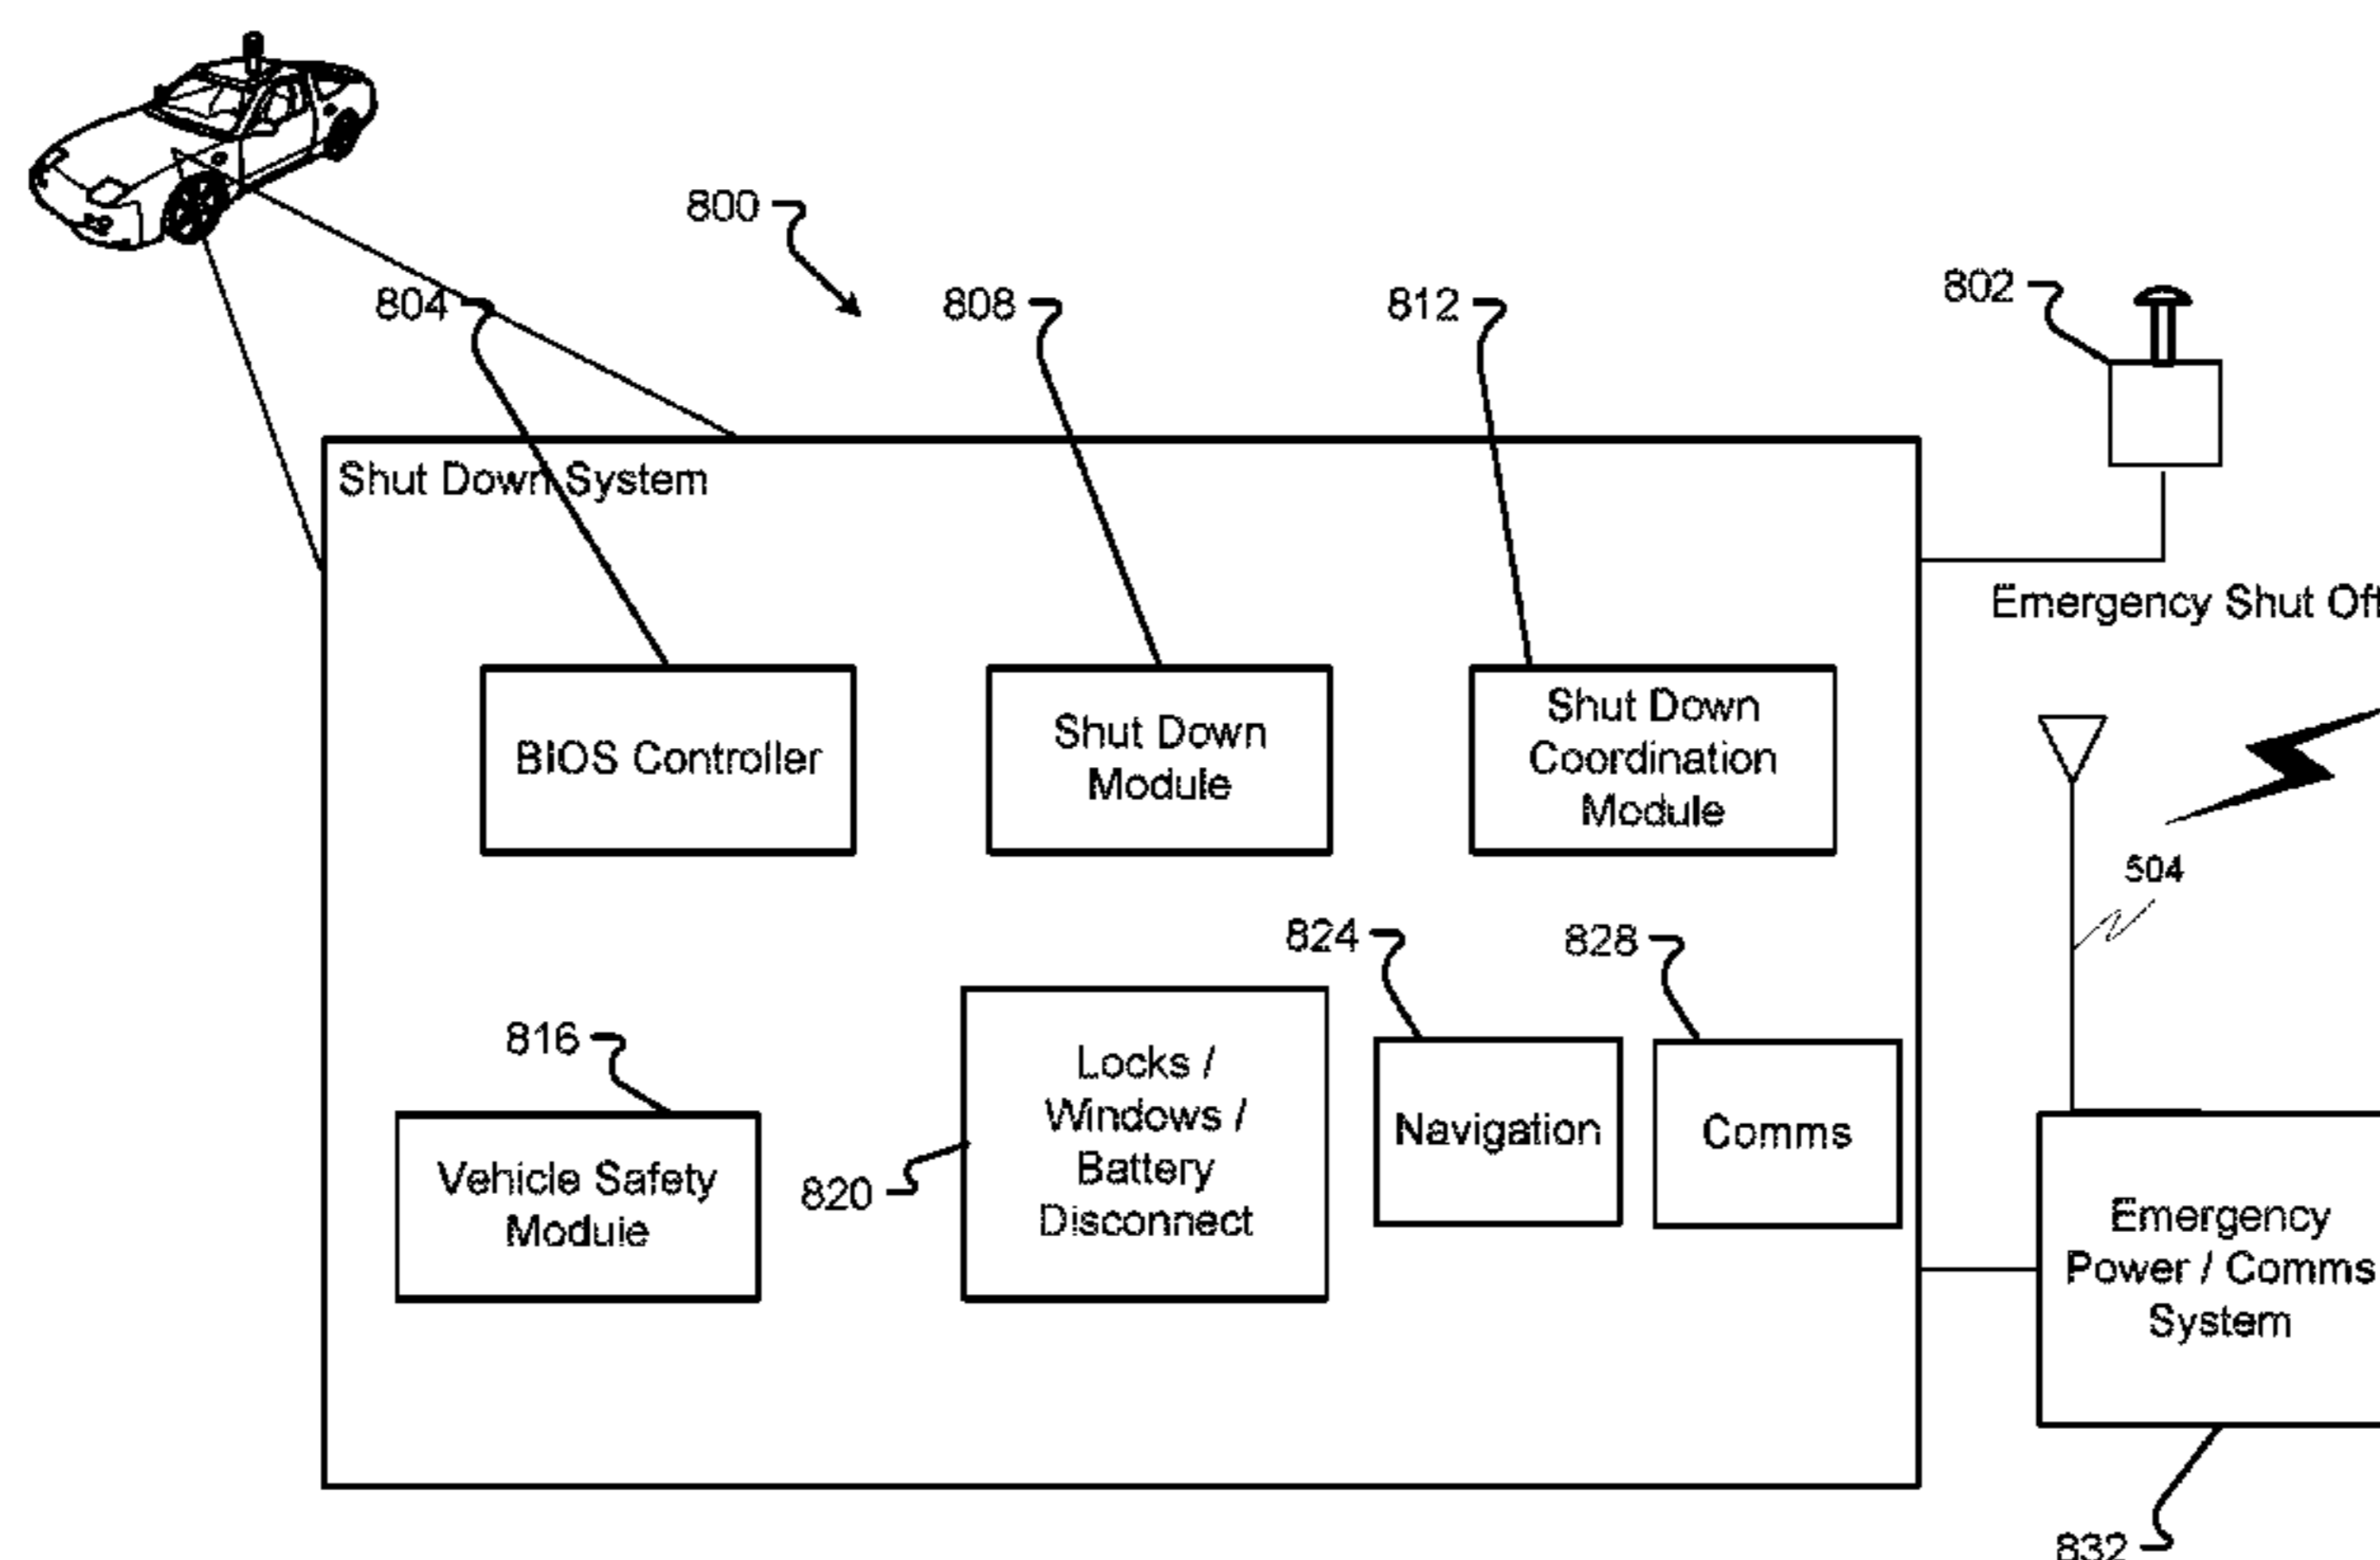 800
804
808
812
802
Shut Down System
Emergency Shut Off
BIOS Controller
Shut Down
Module
Shut Down
Coordination
Module
504
824
828
816
820
Locks /
Windows /
Battery
Disconnect
Navigation
Comms
Vehicle Safety
Module
Emergency
Power / Comms
System
832